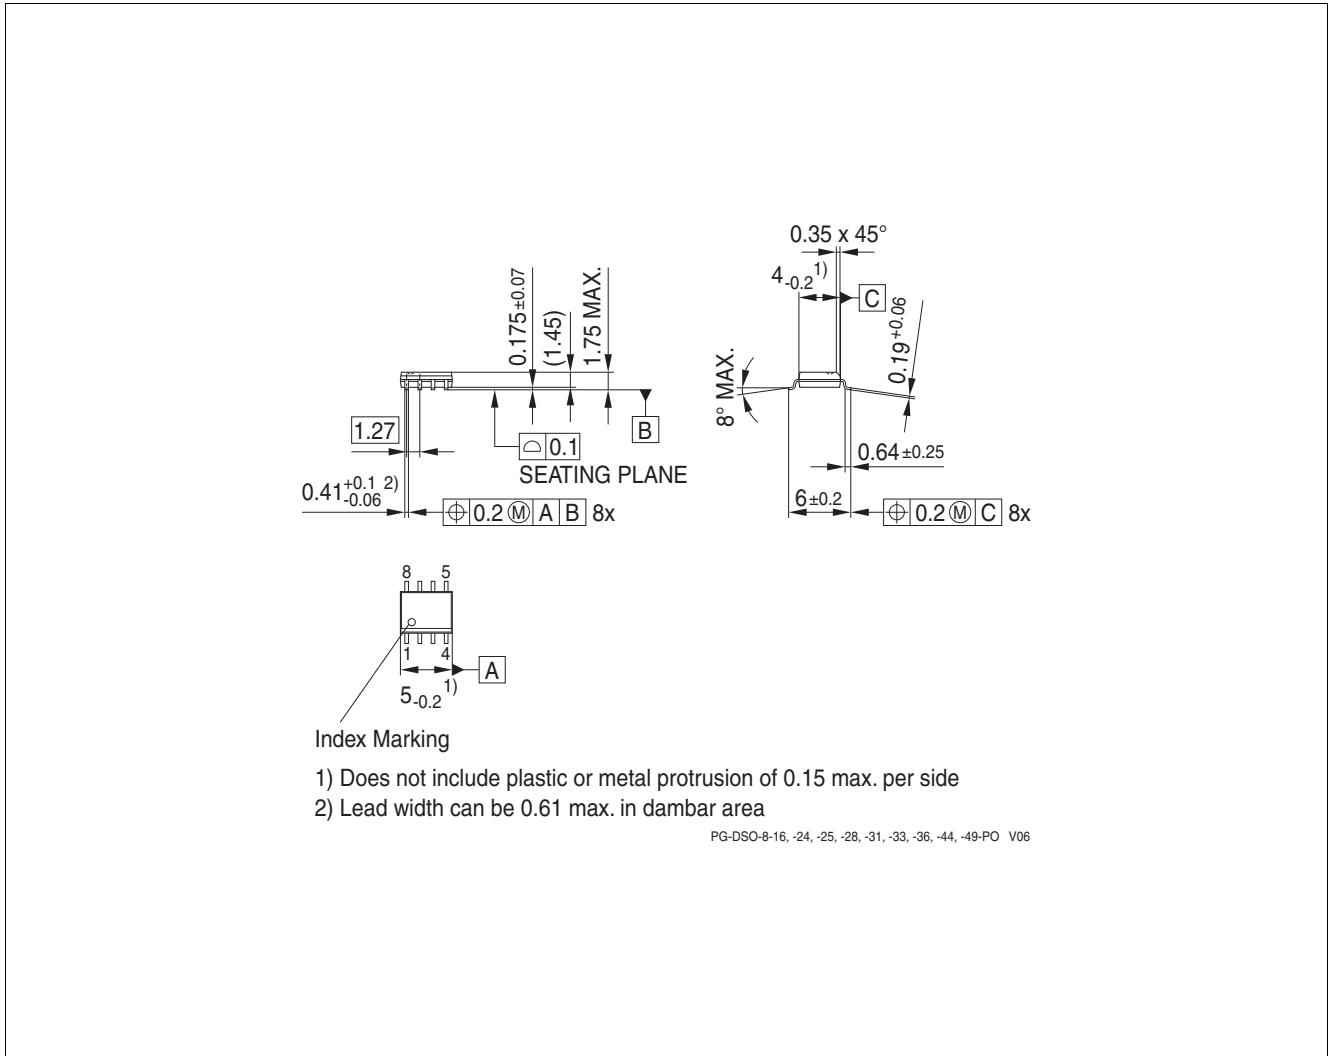 0.35 x 45°
4 -0.2 1)
C
0.175±0.07
(1.45)
1.75 MAX.
0.19 +0.06
8° MAX.
1.27
B
0.1
SEATING PLANE
0.64 ±0.25
0.41 +0.1 -0.06 2)
0.2 Ⓜ A B 8x
6±0.2
0.2 Ⓜ C 8x
8 5
1 4
A
5 -0.2 1)
Index Marking
1) Does not include plastic or metal protrusion of 0.15 max. per side
2) Lead width can be 0.61 max. in dambar area
PG-DSO-8-16, -24, -25, -28, -31, -33, -36, -44, -49-PO V06